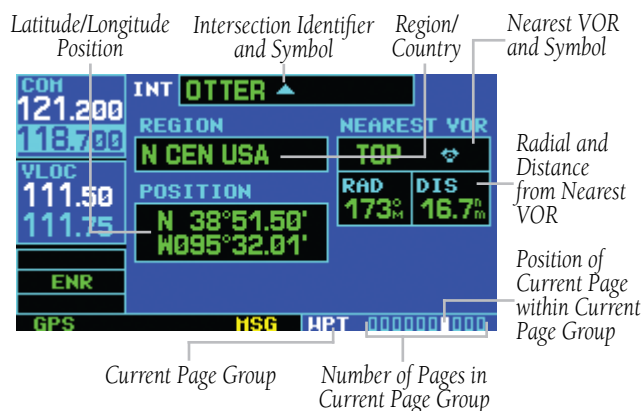 Latitude/Longitude
Position
Intersection Identifier
and Symbol
Region/
Country
Nearest VOR
and Symbol
COM
121.200
118.700
VLOC
111.50
111.75
ENR
GPS
INT OTTER
REGION
N CEN USA
POSITION
N 38°51.50'
W095°32.01'
NEAREST VOR
TOP
RAD
173°M
DIS
16.7nm
MSG
WPT
Radial and
Distance
from Nearest
VOR
Position of
Current Page
within Current
Page Group
Current Page Group
Number of Pages in
Current Page Group